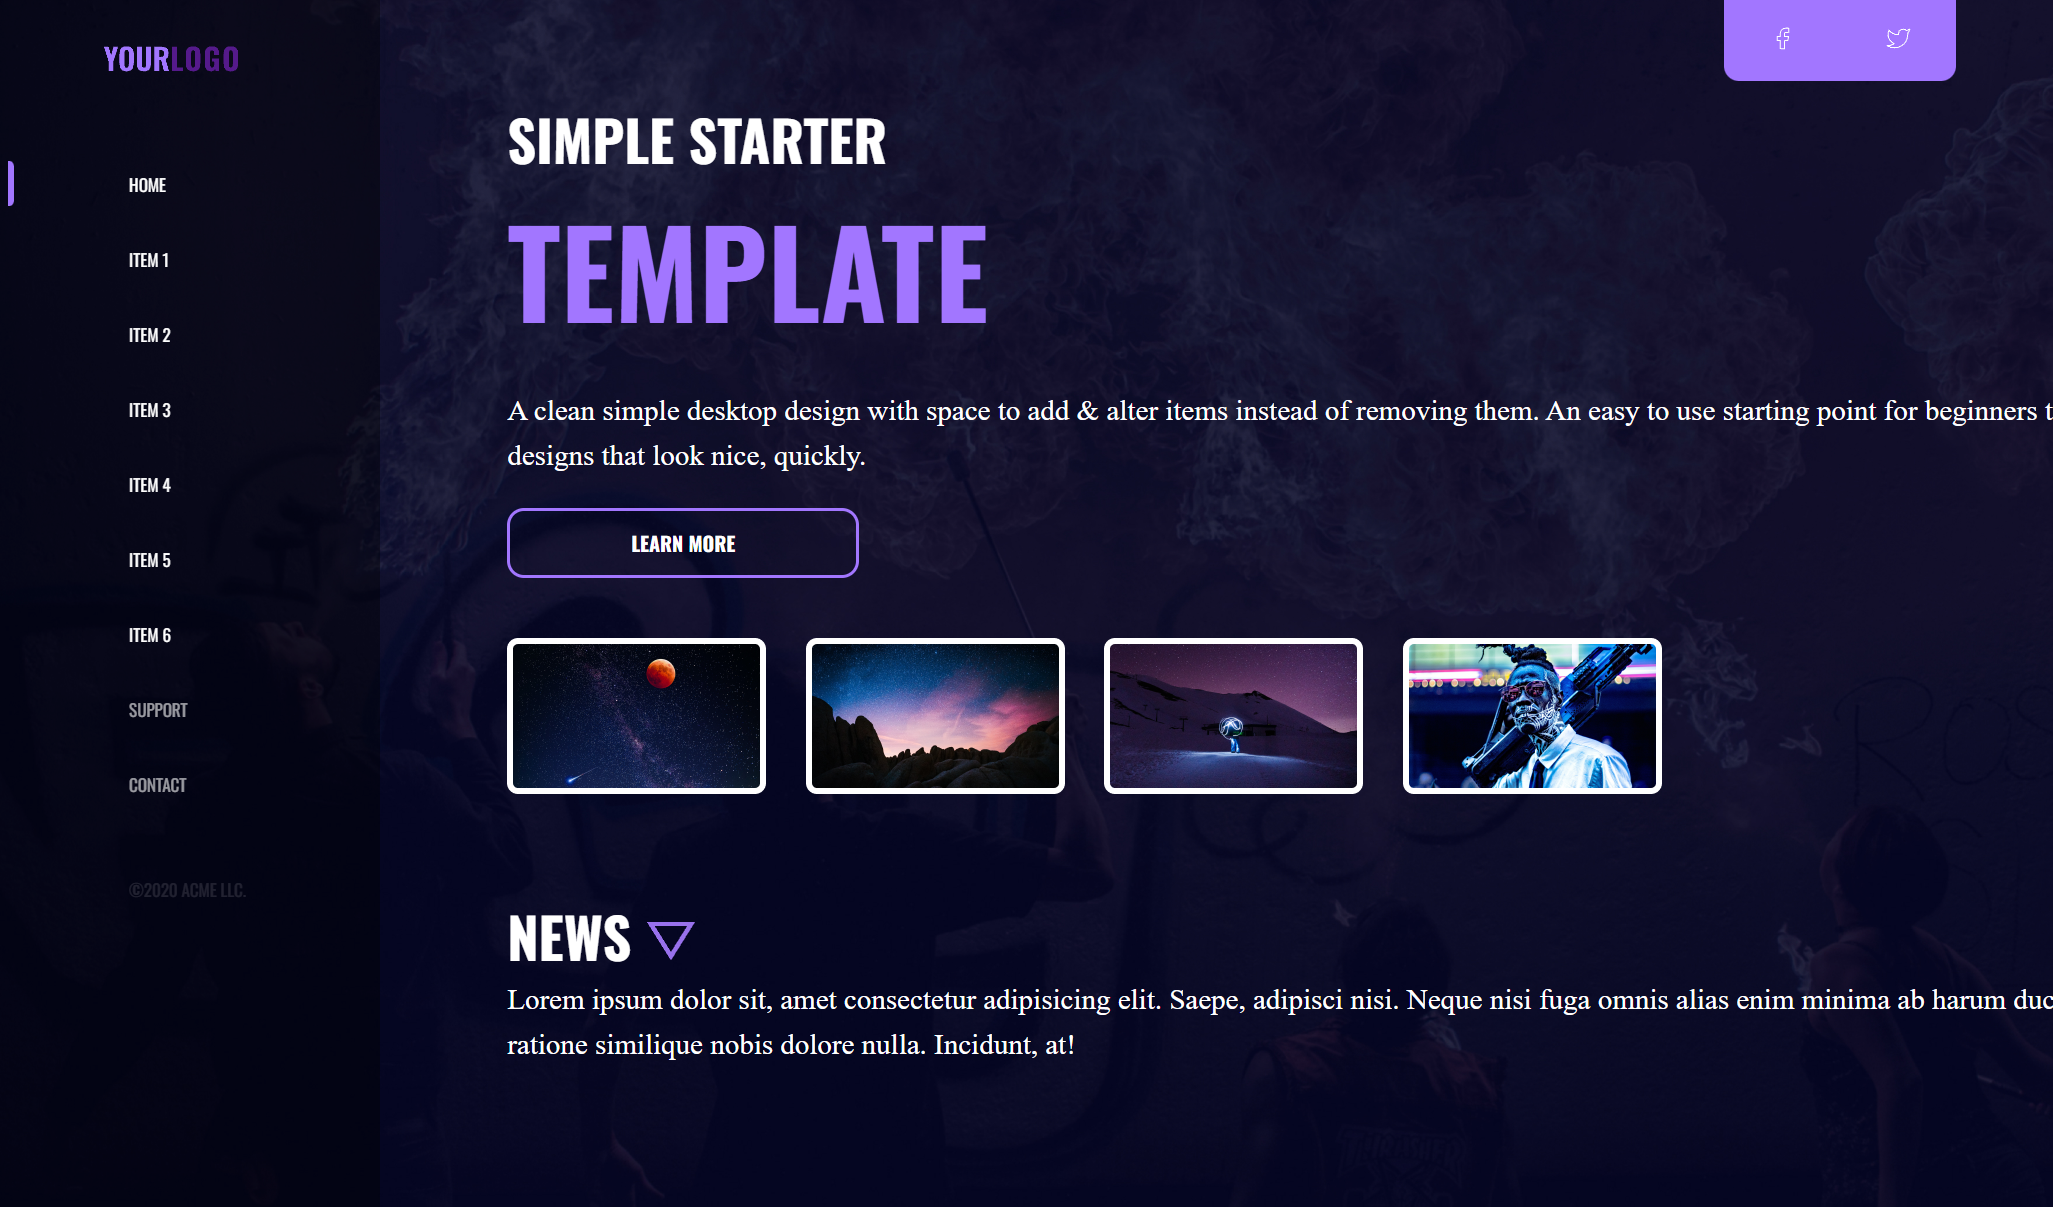 YOURLOGO
HOME
ITEM 1
ITEM 2
ITEM 3
ITEM 4
ITEM 5
ITEM 6
SUPPORT
CONTACT
©2020 ACME LLC.
SIMPLE STARTER
TEMPLATE
A clean simple desktop design with space to add & alter items instead of removing them. An easy to use starting point for beginners
designs that look nice, quickly.
LEARN MORE
NEWS
Lorem ipsum dolor sit, amet consectetur adipisicing elit. Saepe, adipisci nisi. Neque nisi fuga omnis alias enim minima ab harum duc
ratione similique nobis dolore nulla. Incidunt, at!